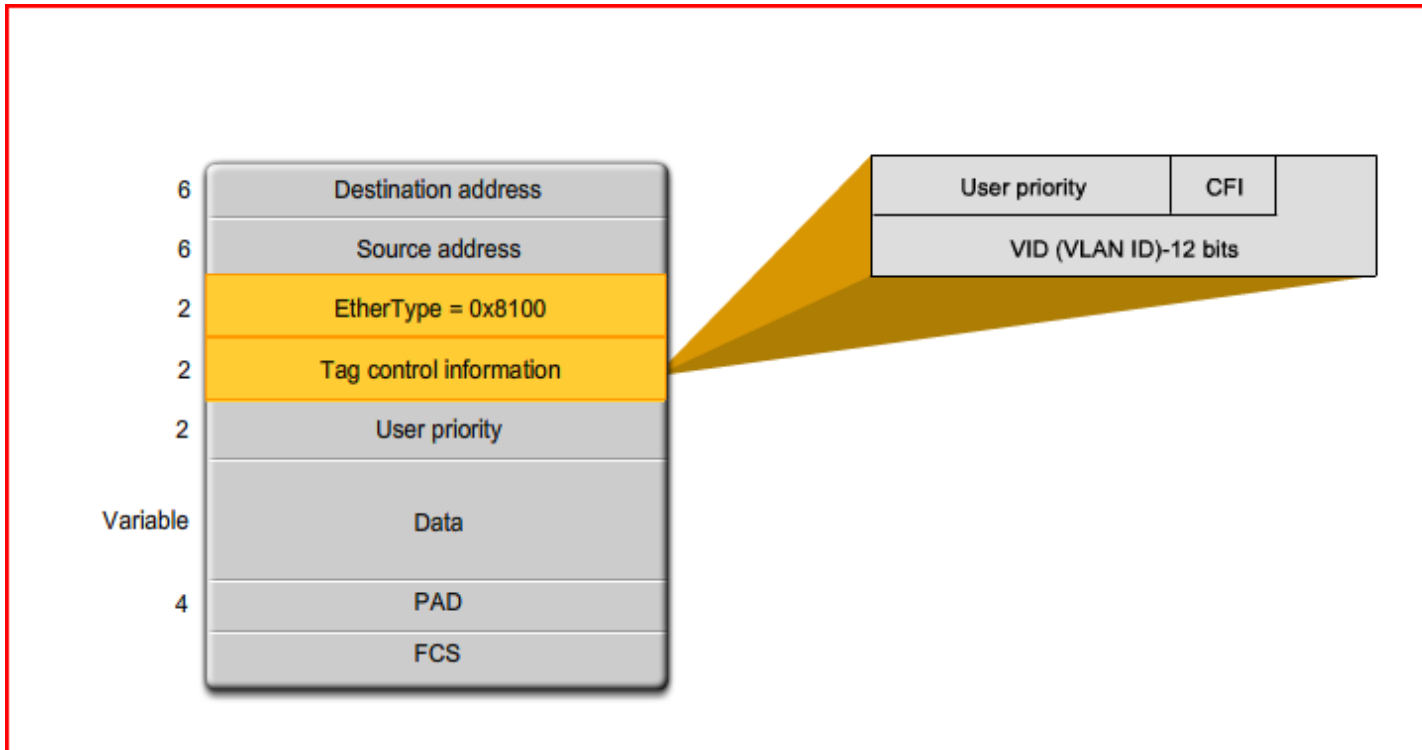 6 Destination address
6 Source address
2 EtherType = 0x8100
2 Tag control information
2 User priority
Variable Data
4 PAD
FCS
User priority CFI
VID (VLAN ID)-12 bits